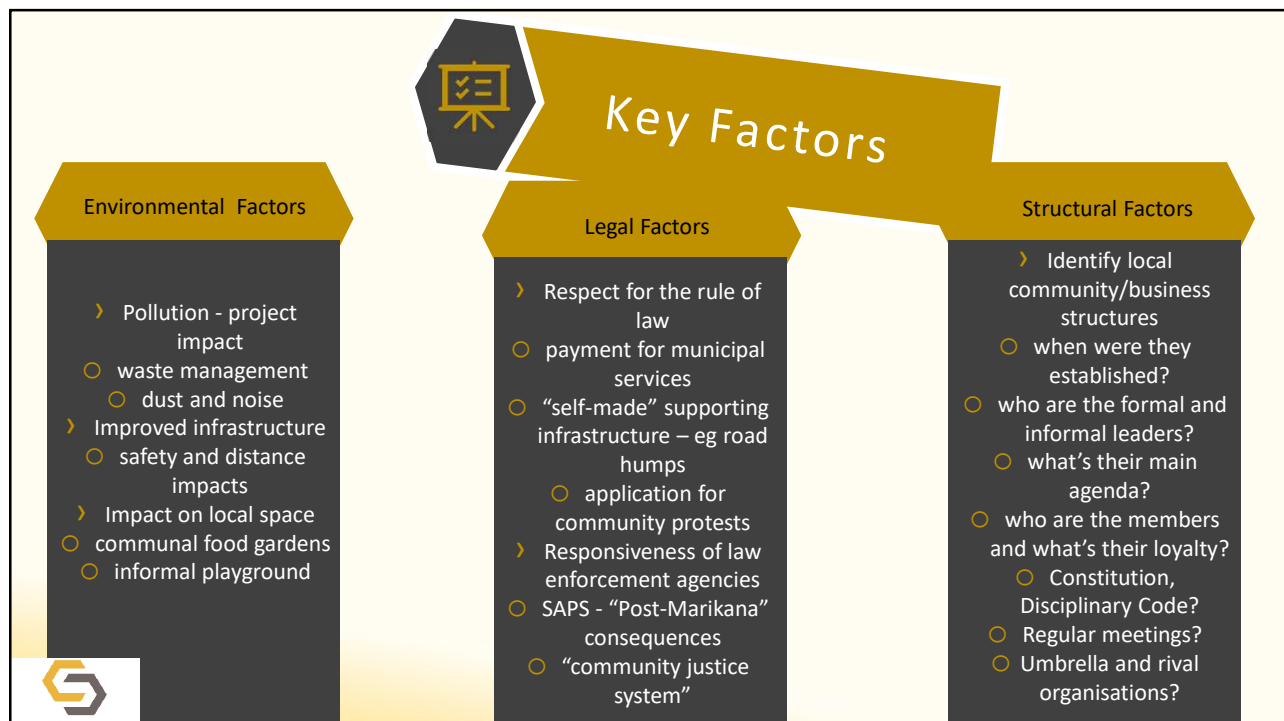 Key Factors
Environmental Factors
› Pollution - project
impact
○ waste management
○ dust and noise
› Improved infrastructure
○ safety and distance
impacts
› Impact on local space
○ communal food gardens
○ informal playground
Legal Factors
› Respect for the rule of
law
○ payment for municipal
services
○ “self-made” supporting
infrastructure – eg road
humps
○ application for
community protests
› Responsiveness of law
enforcement agencies
○ SAPS - “Post-Marikana”
consequences
○ “community justice
system”
Structural Factors
› Identify local
community/business
structures
○ when were they
established?
○ who are the formal and
informal leaders?
○ what’s their main
agenda?
○ who are the members
and what’s their loyalty?
○ Constitution,
Disciplinary Code?
○ Regular meetings?
○ Umbrella and rival
organisations?